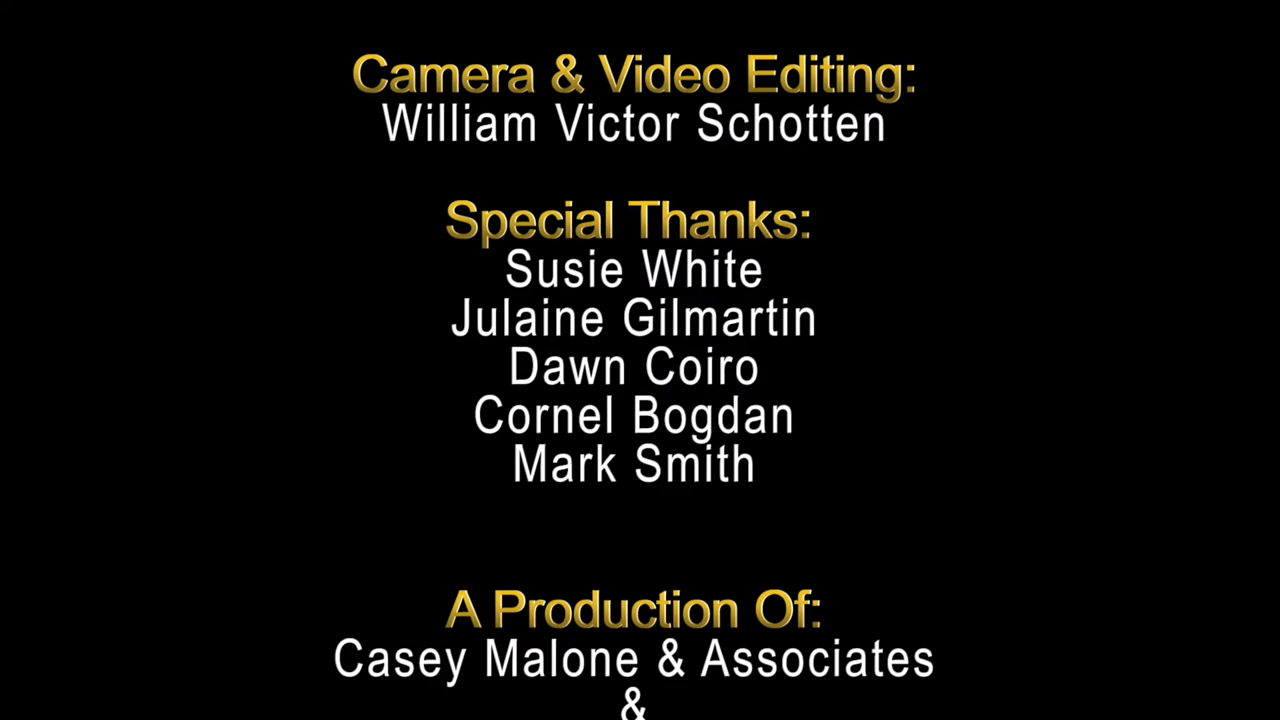 Camera & Video Editing:
William Victor Schotten
Special Thanks:
Susie White
Julaine Gilmartin
Dawn Coiro
Cornel Bogdan
Mark Smith
A Production Of:
Casey Malone & Associates
&